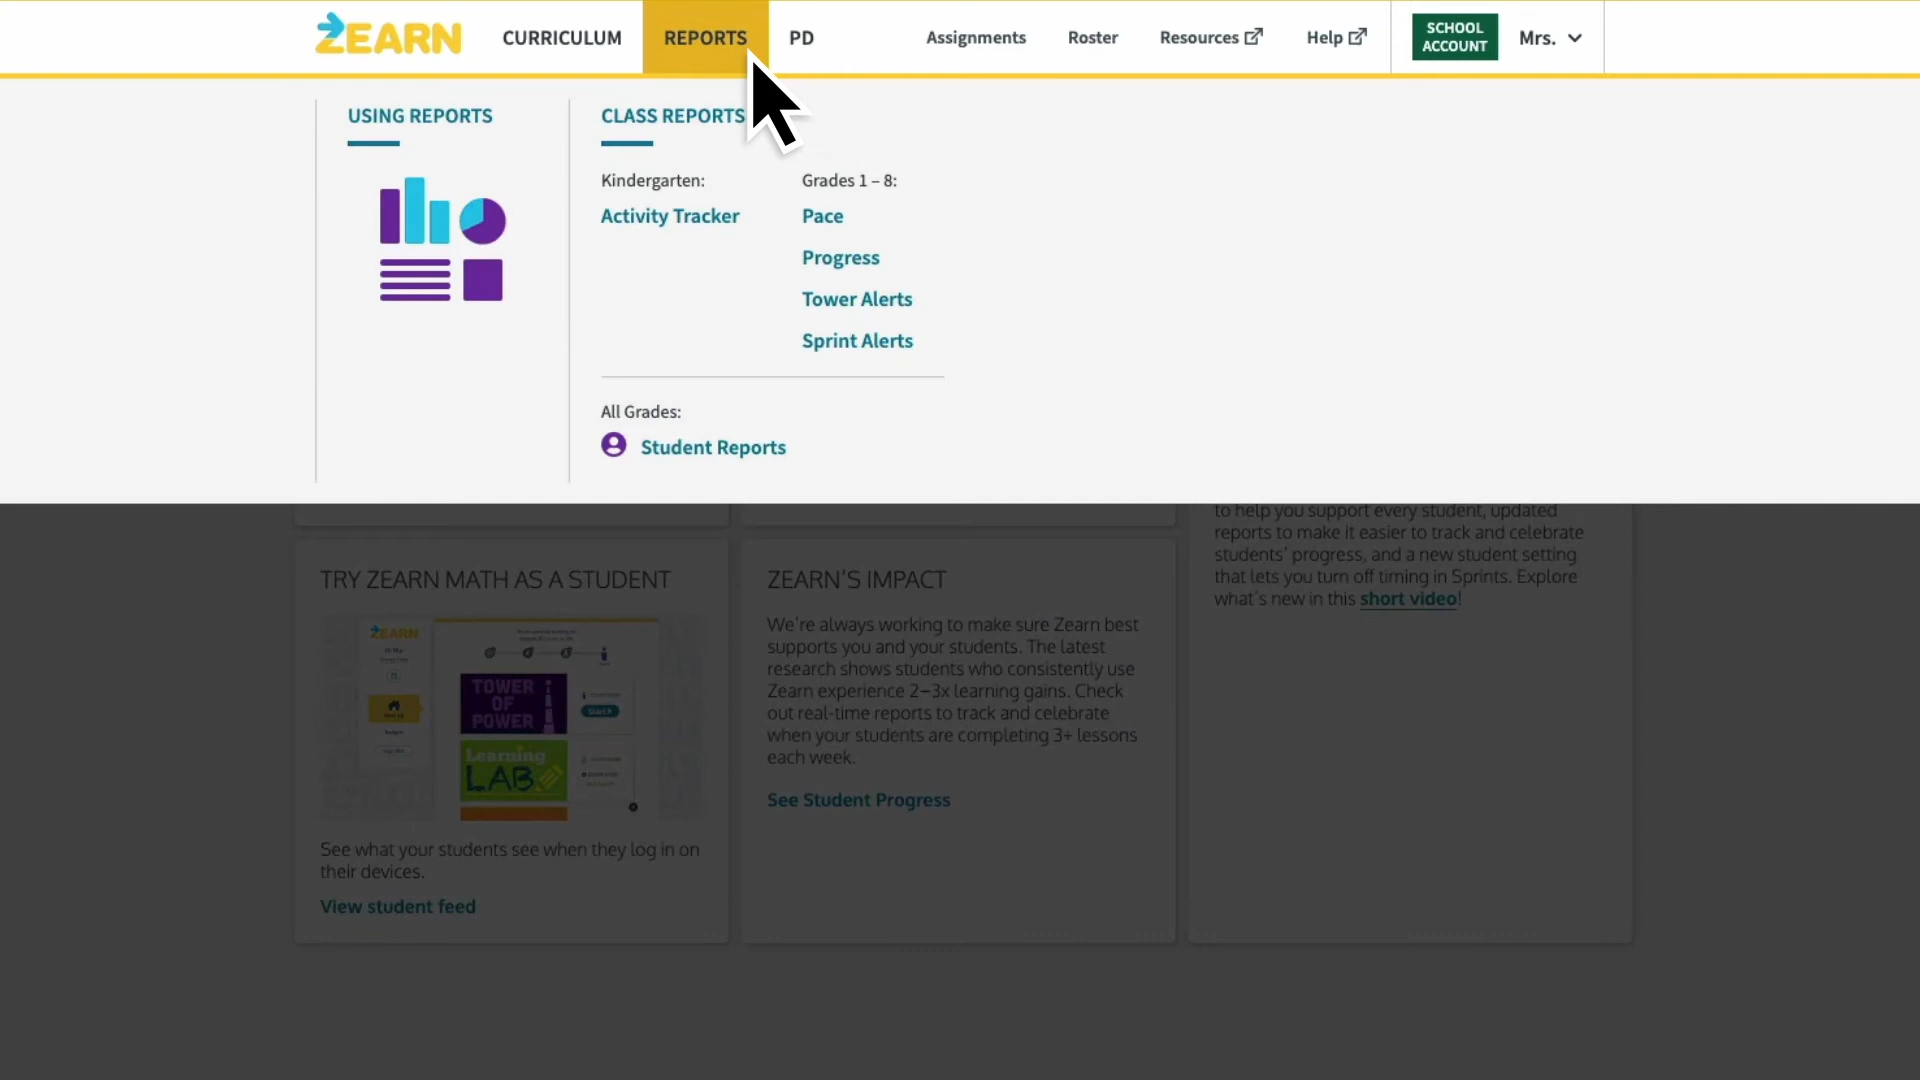 ZEARN
CURRICULUM
REPORTS
PD
Assignments
Roster
Resources
Help
SCHOOL
ACCOUNT
Mrs.
USING REPORTS
CLASS REPORTS
Kindergarten:
Activity Tracker
Grades 1 – 8:
Pace
Progress
Tower Alerts
Sprint Alerts
All Grades:
Student Reports
TRY ZEARN MATH AS A STUDENT
ZEARN
TOWER
OF
POWER
Learning
LAB
See what your students see when they log in on
their devices.
View student feed
ZEARN’S IMPACT
We’re always working to make sure Zearn best
supports you and your students. The latest
research shows students who consistently use
Zearn experience 2–3x learning gains. Check
out real-time reports to track and celebrate
when your students are completing 3+ lessons
each week.
See Student Progress
to help you support every student, updated
reports to make it easier to track and celebrate
students’ progress, and a new student setting
that lets you turn off timing in Sprints. Explore
what’s new in this short video!